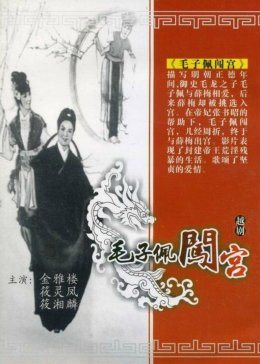 《毛子佩闯宫》
描写明朝正德年
间,御史毛龙之子毛
子佩与薛梅相爱,后
来薛梅却被挑选入
宫。在帝妃张书昭的
帮助下,毛子佩闯
宫,几经周折,终于
与薛梅出宫。影片表
现了封建帝王荒淫残
暴的生活。歌颂了坚
贞的爱情。
越剧
毛子佩闖宫
主演:金雅楼
筱灵凤
筱湘麟